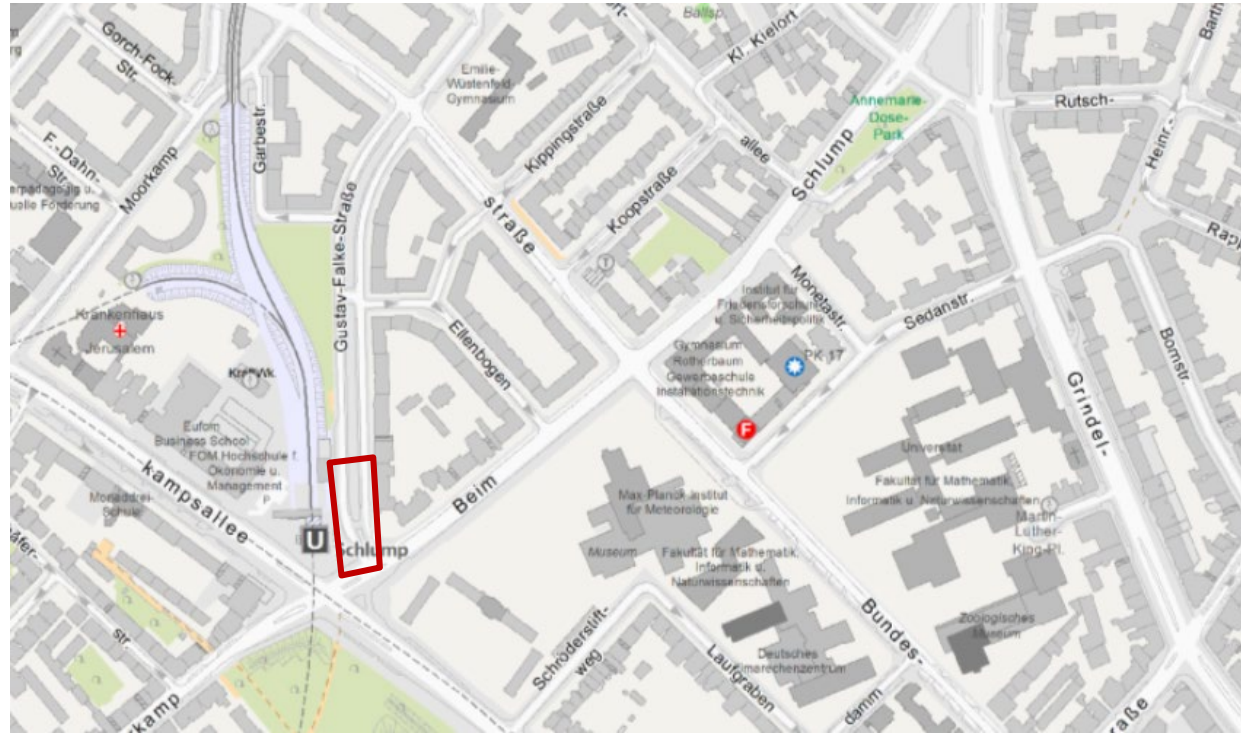 Ballsp.
Gorch-Fock-
Str.
Kl. Kielort-
Barth
Emilie-
Wüstenfeld-
Gymnasium
Garbestr.
Annemarie-
Dose-
Park
Rutsch-
Kippingstraße
allee
Schlump
Heinr.-
F.-Dahn-
Str.
Moorkamp
straße
Koopstraße
Gustav-Falke-Straße
Monetastr.
Institut für
Friedensforschung
u. Sicherheitspolitik
Sedanstr.
Bornstr.
Krankenhaus
Jerusalem
Ellenbogen
Gymnasium
Rotherbaum
Gewerbeschule
Installationstechnik
PK 17
Grindel-
F
Eufom
Business School
FOM Hochschule f.
Ökonomie u.
Management
P
Universität
Fakultät für Mathematik,
Informatik u. Naturwissenschaften
kampsallee
Beim
Max-Planck-Institut
für Meteorologie
Martin-
Luther-
King-Pl.
U
Schlump
Museum
Fakultät für Mathematik,
Informatik u.
Naturwissenschaften
str.
Schröderstift-
weg
Bundes-
Zoologisches
Museum
Laufgraben
Deutsches
Klimarechenzentrum
damm